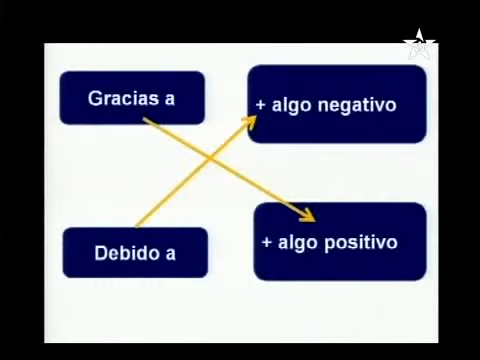 Gracias a
+ algo negativo
Debido a
+ algo positivo